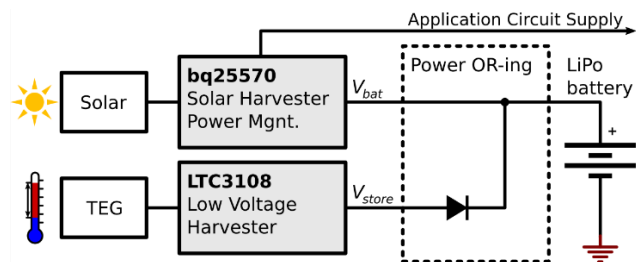 Application Circuit Supply
Solar
bq25570
Solar Harvester
Power Mgnt.
Vbat
Power OR-ing
LiPo
battery
+
TEG
LTC3108
Low Voltage
Harvester
Vstore